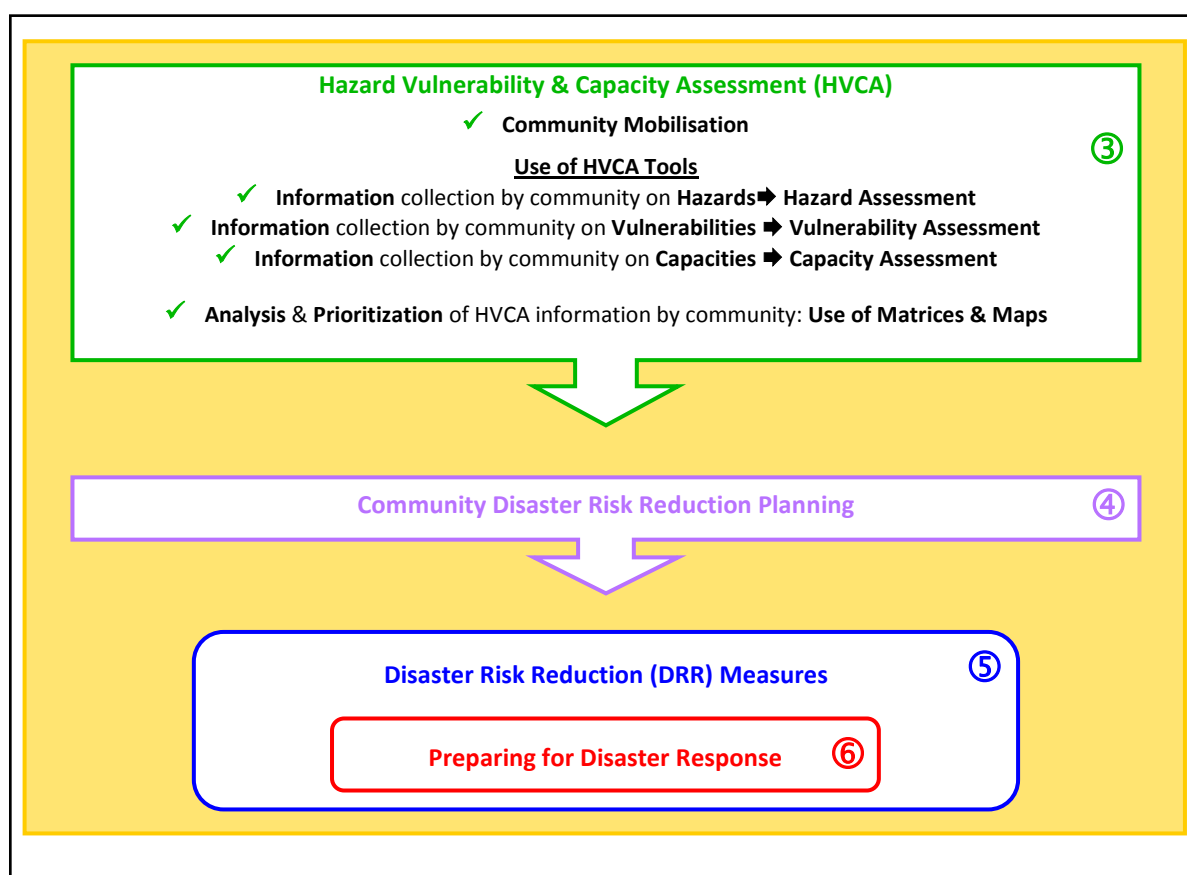 Hazard Vulnerability & Capacity Assessment (HVCA)
✓ Community Mobilisation
③
Use of HVCA Tools
✓ Information collection by community on Hazards➡ Hazard Assessment
✓ Information collection by community on Vulnerabilities ➡ Vulnerability Assessment
✓ Information collection by community on Capacities ➡ Capacity Assessment
✓ Analysis & Prioritization of HVCA information by community: Use of Matrices & Maps
Community Disaster Risk Reduction Planning ④
Disaster Risk Reduction (DRR) Measures ⑤
Preparing for Disaster Response ⑥